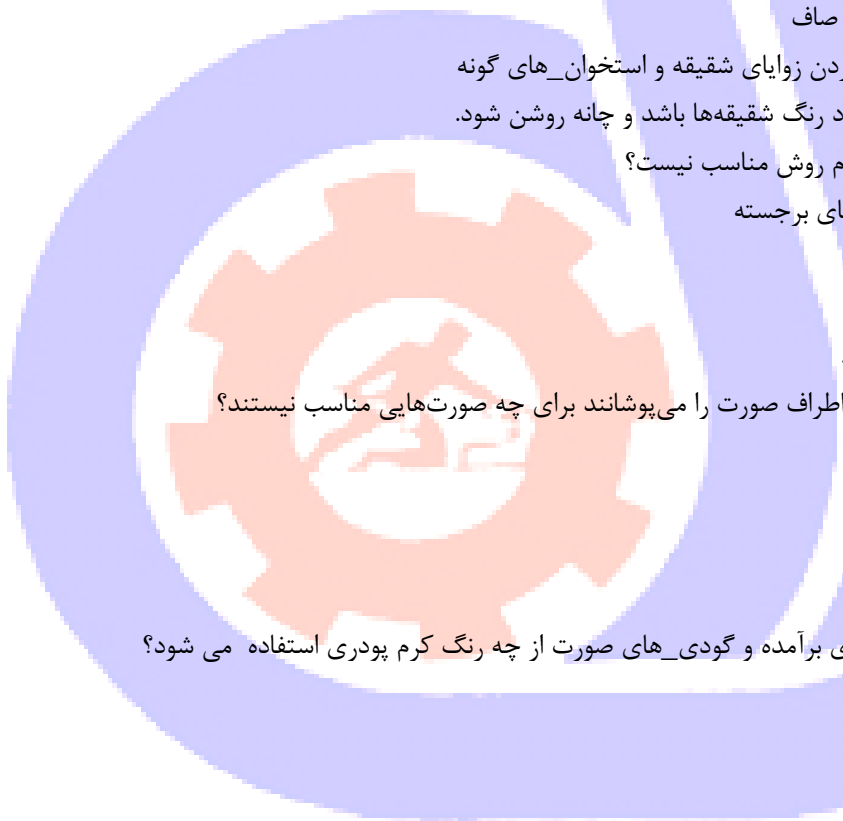 صاف
ردن زوایای شقیقه و استخوان_های گونه
د رنگ شقیقه‌ها باشد و چانه روشن شود.
م روش مناسب نیست؟
ای برجسته
اطراف صورت را می‌پوشانند برای چه صورت‌هایی مناسب نیستند؟
ی برآمده و گودی_های صورت از چه رنگ کرم پودری استفاده می شود؟